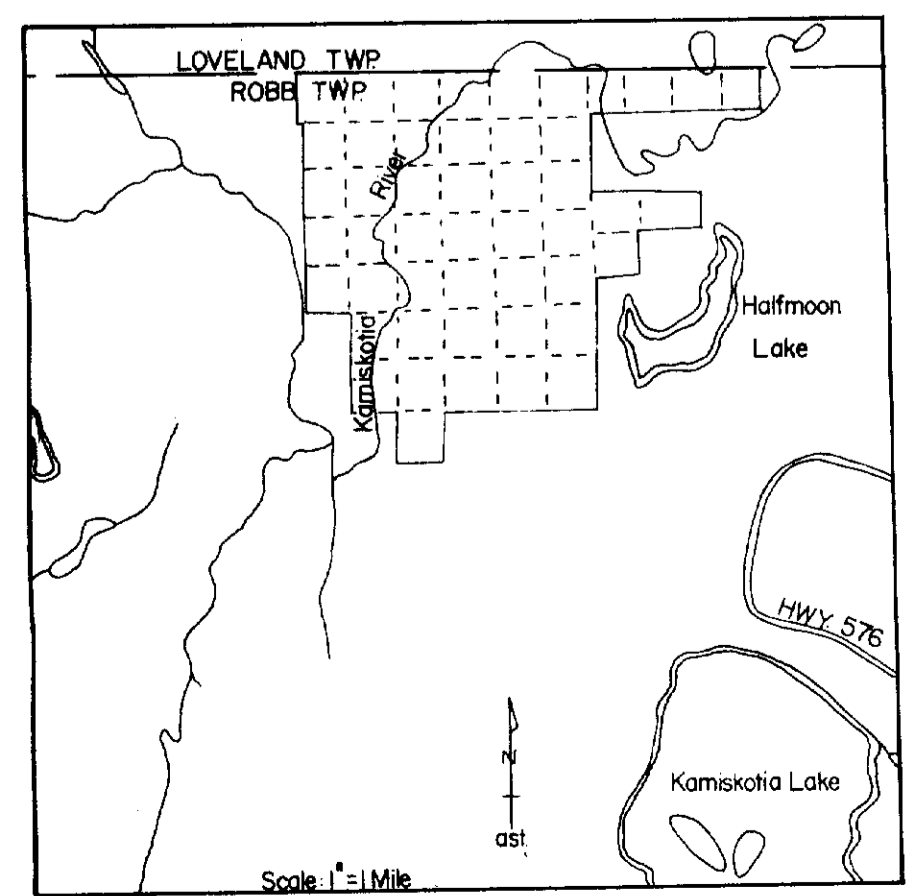 LOVELAND TWP.
ROBB TWP.
River
Kamiskotia
Halfmoon
Lake
HWY. 576
N
Kamiskotia Lake
ast.
Scale: 1" = 1 Mile